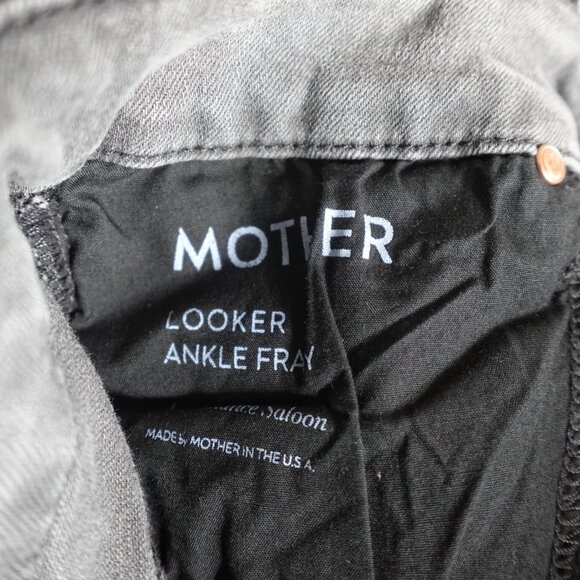 MOTHER
LOOKER
ANKLE FRAY
Saloon
MADE by MOTHER IN THE U.S.A.